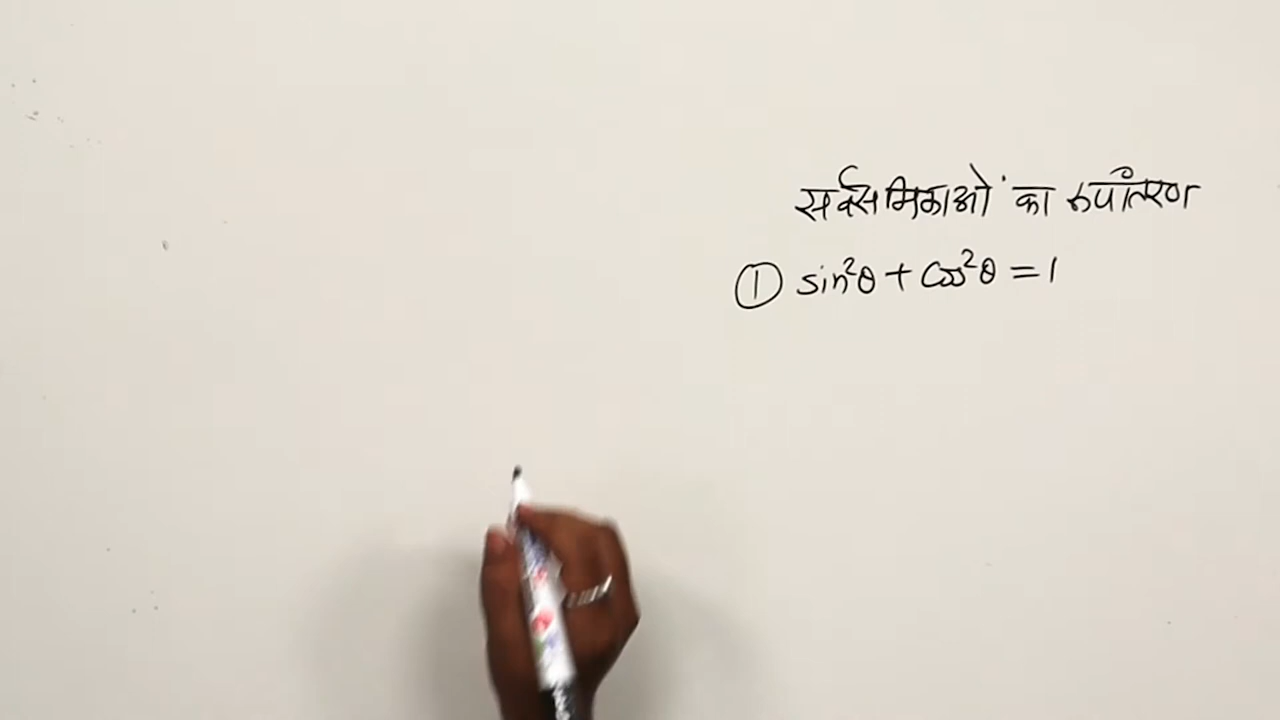 सर्वसमिकाओं का रुपांतरण
① sin²θ + cos²θ = 1